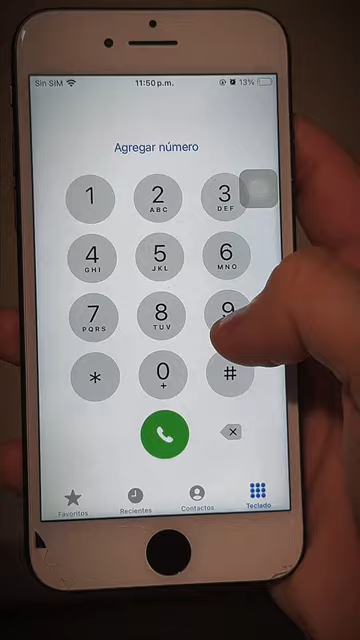 Sin SIM 11:50 p.m. 13%
Agregar número
1 2 3
ABC DEF
4 5 6
GHI JKL MNO
7 8 9
PQRS TUV
* 0 #
+
Favoritos Recientes Contactos Teclado